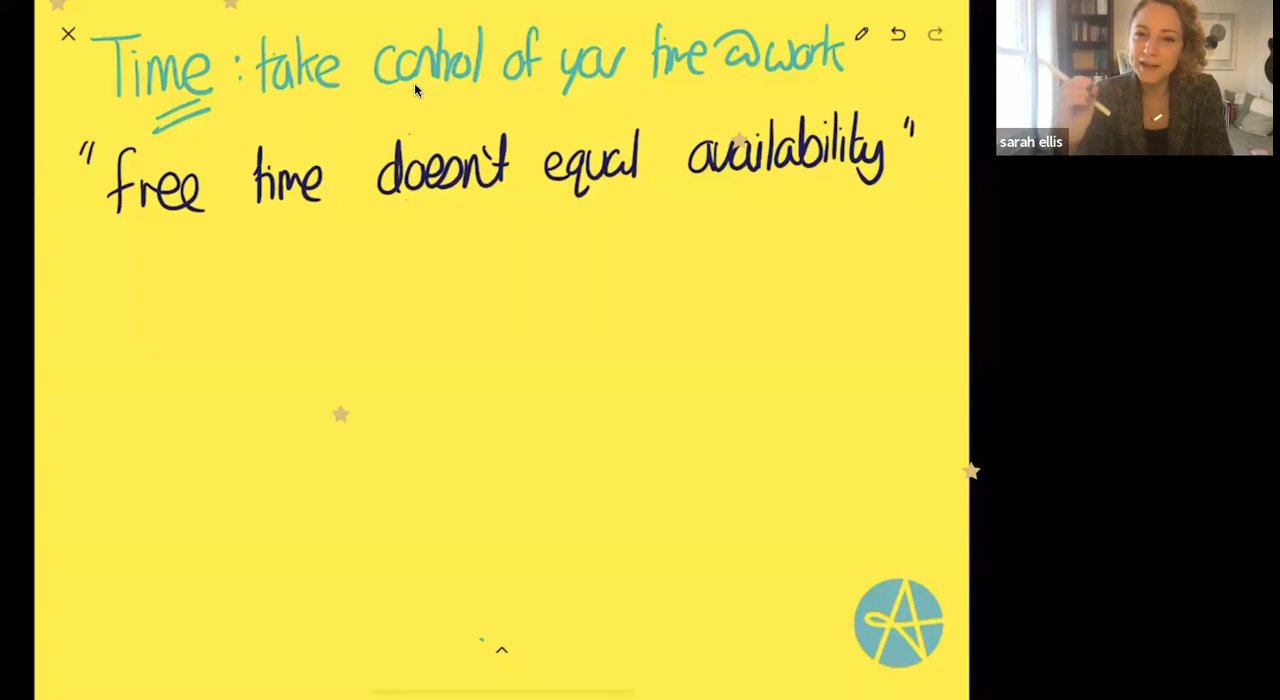 Time: take control of your time @ work
"free time doesn't equal availability"
sarah ellis